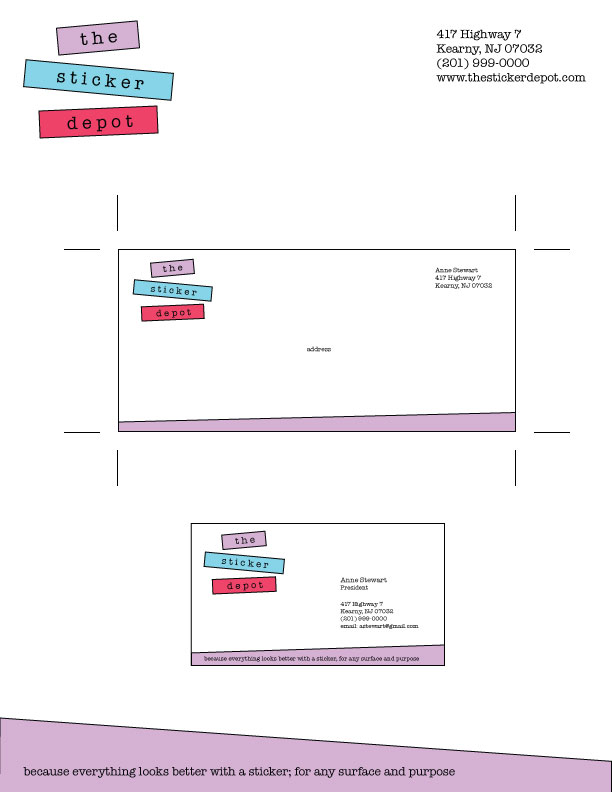 the
sticker
depot
417 Highway 7
Kearny, NJ 07032
(201) 999-0000
www.thestickerdepot.com
the
sticker
depot
Anne Stewart
417 Highway 7
Kearny, NJ 07032
address
the
sticker
depot
Anne Stewart
President
417 Highway 7
Kearny, NJ 07032
(201) 999-0000
email: astewart@gmail.com
because everything looks better with a sticker, for any surface and purpose
because everything looks better with a sticker; for any surface and purpose